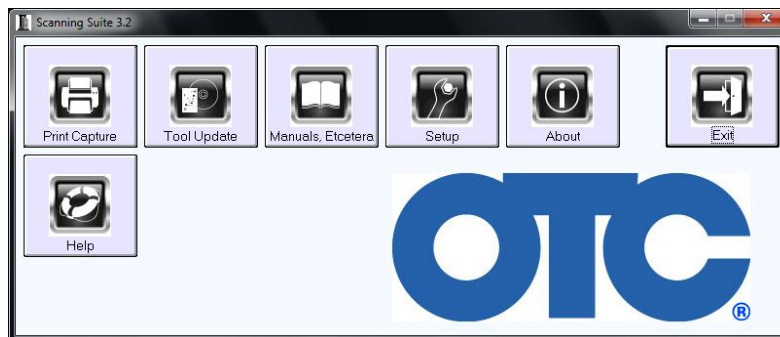 Scanning Suite 3.2
Print Capture
Tool Update
Manuals, Etcetera
Setup
About
Exit
Help
OTC®